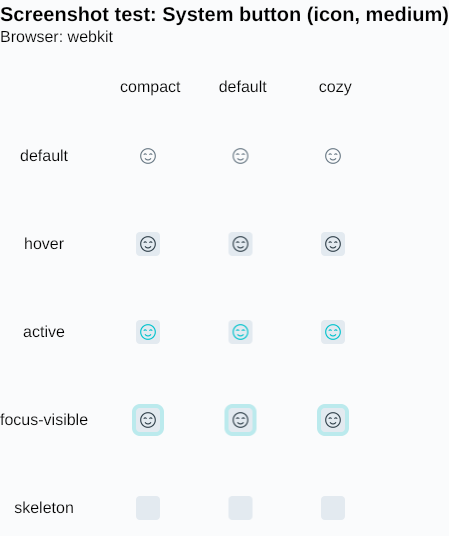 Screenshot test: System button (icon, medium)
Browser: webkit
compact default cozy
default
hover
active
focus-visible
skeleton